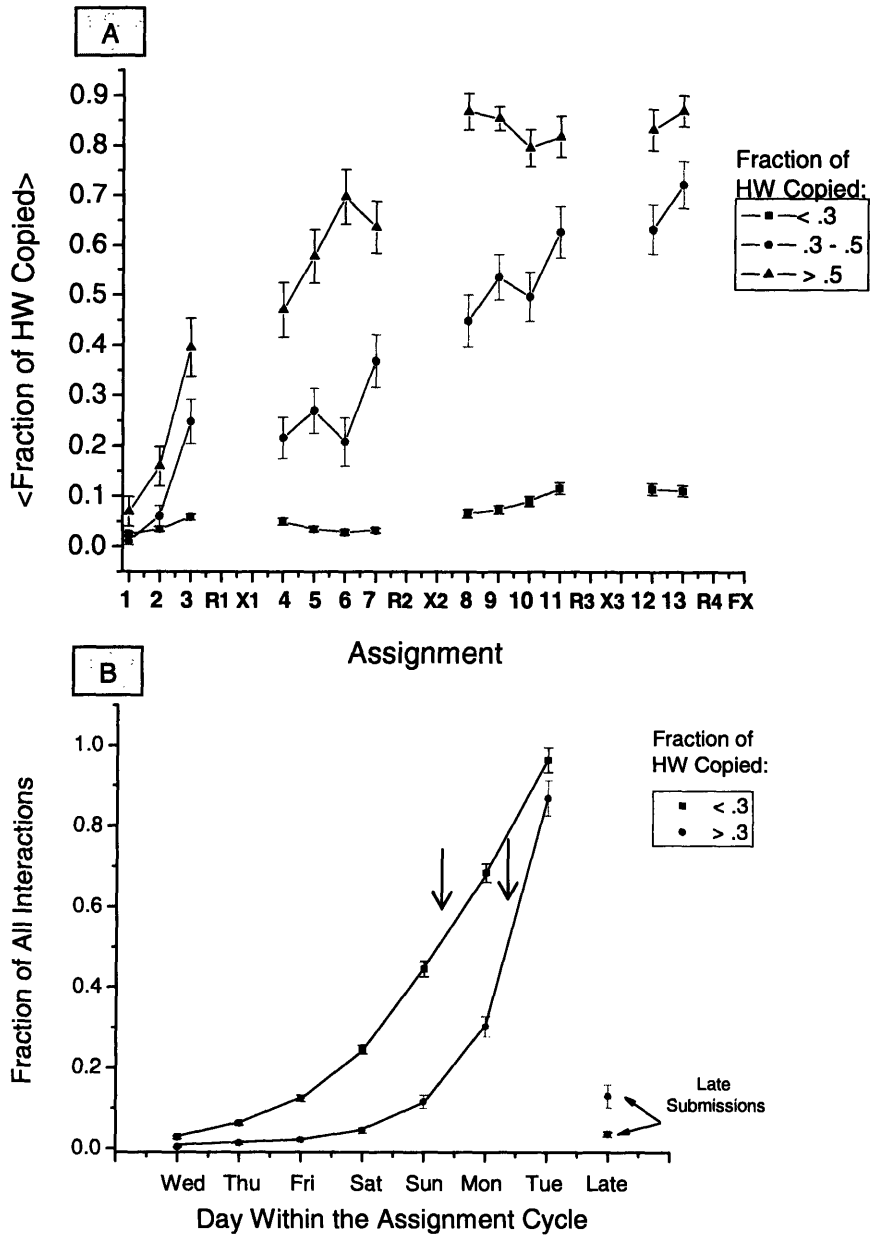 A
<Fraction of HW Copied>
0.9
0.8
0.7
0.6
0.5
0.4
0.3
0.2
0.1
0.0
Fraction of
HW Copied:
< .3
.3 - .5
> .5
1 2 3 R1 X1 4 5 6 7 R2 X2 8 9 10 11 R3 X3 12 13 R4 FX
Assignment
B
Fraction of All Interactions
1.0
0.8
0.6
0.4
0.2
0.0
Fraction of
HW Copied:
< .3
> .3
Late
Submissions
Wed Thu Fri Sat Sun Mon Tue Late
Day Within the Assignment Cycle